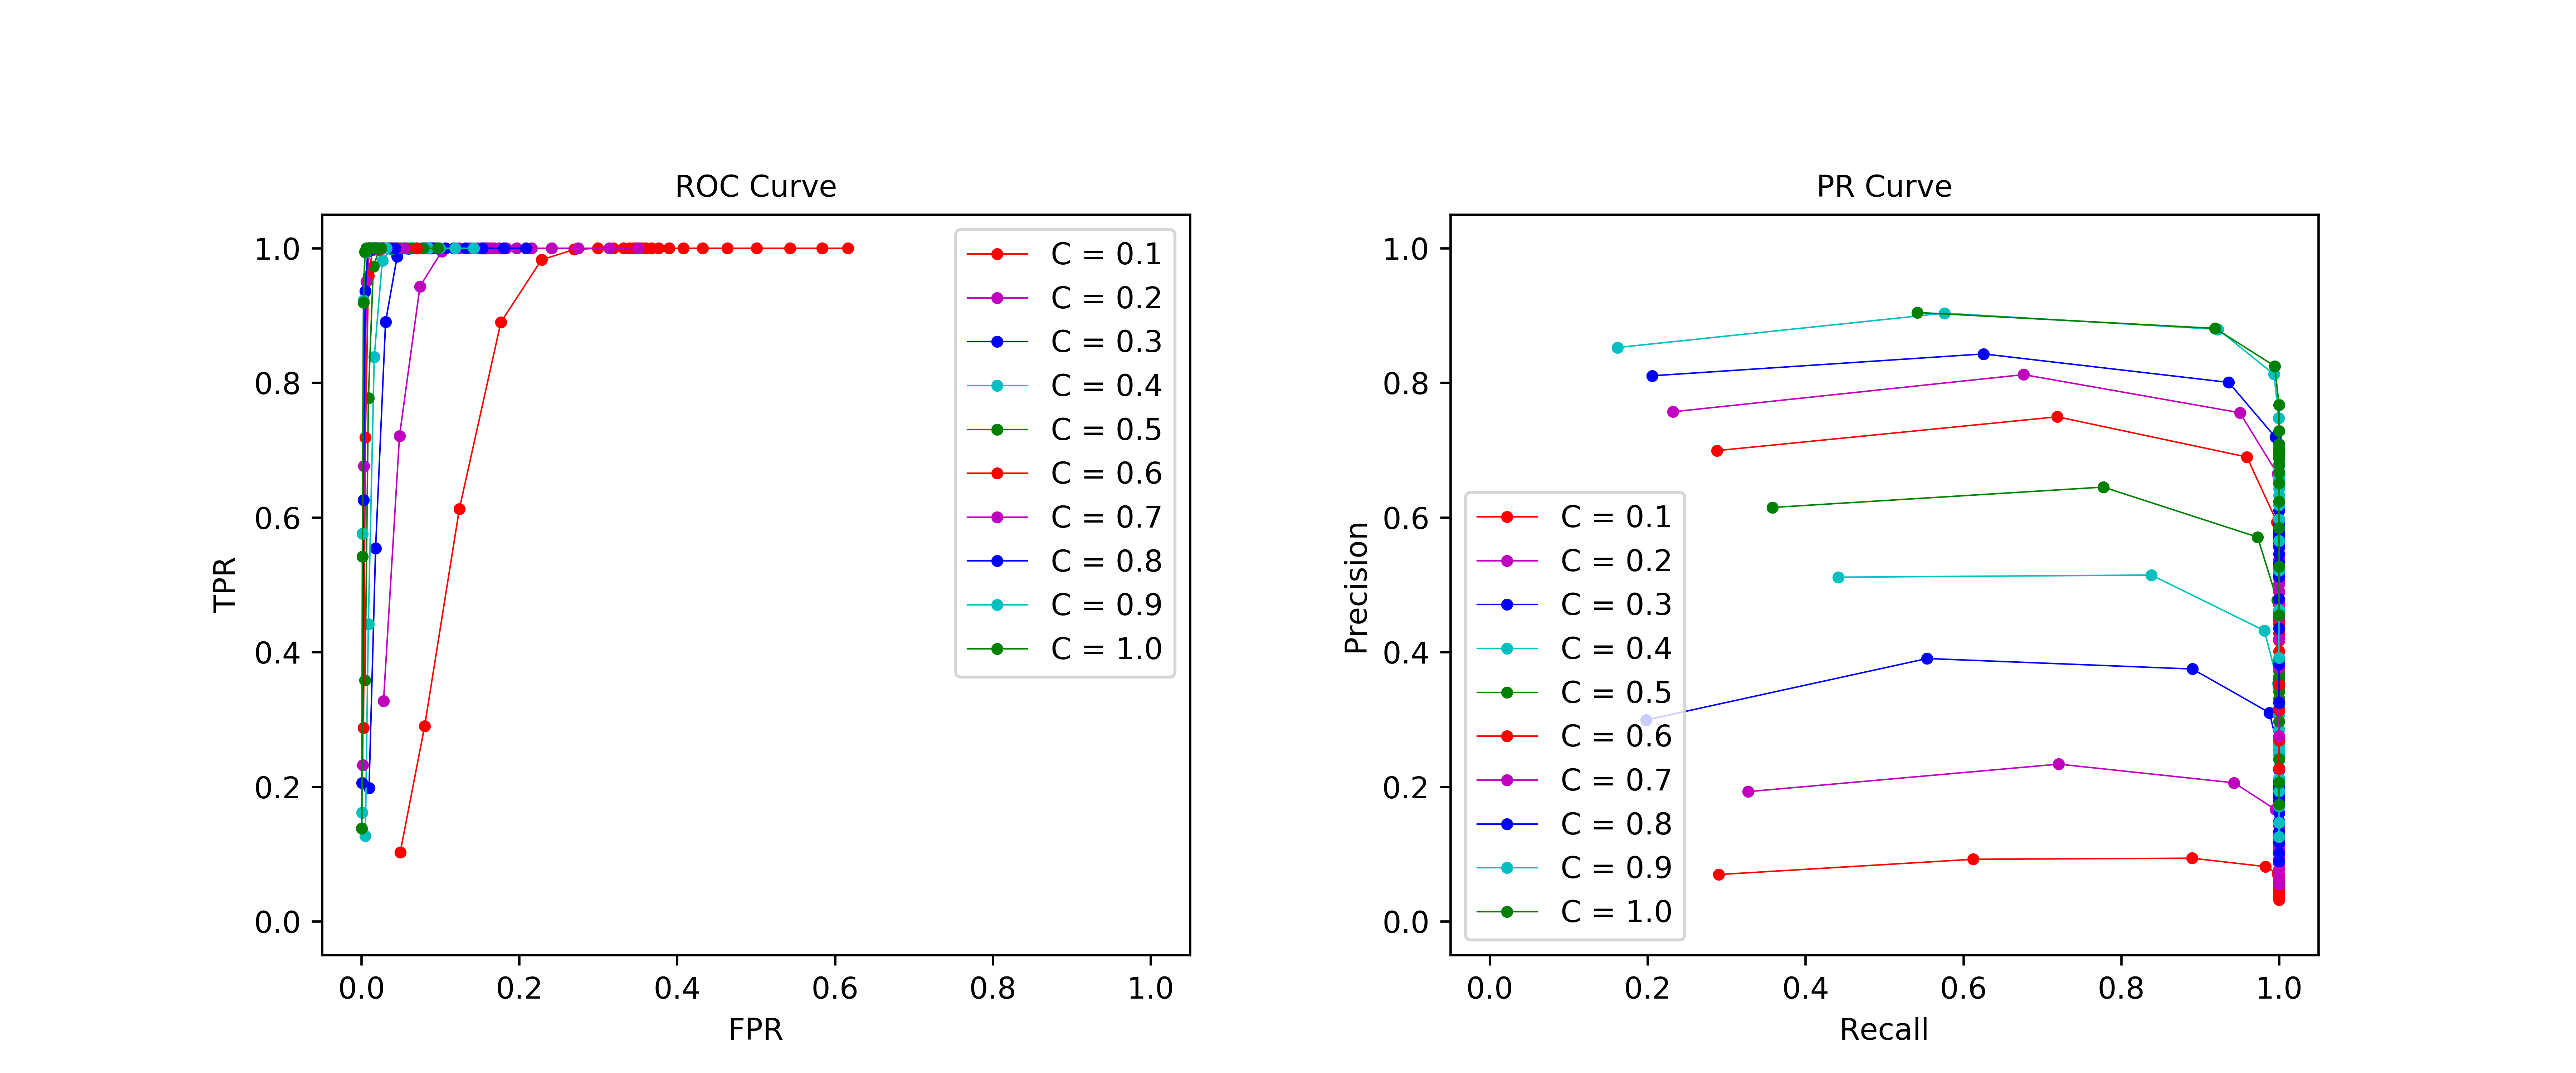 ROC Curve
TPR
1.0
0.8
0.6
0.4
0.2
0.0
0.0 0.2 0.4 0.6 0.8 1.0
FPR
C = 0.1
C = 0.2
C = 0.3
C = 0.4
C = 0.5
C = 0.6
C = 0.7
C = 0.8
C = 0.9
C = 1.0
PR Curve
Precision
1.0
0.8
0.6
0.4
0.2
0.0
0.0 0.2 0.4 0.6 0.8 1.0
Recall
C = 0.1
C = 0.2
C = 0.3
C = 0.4
C = 0.5
C = 0.6
C = 0.7
C = 0.8
C = 0.9
C = 1.0